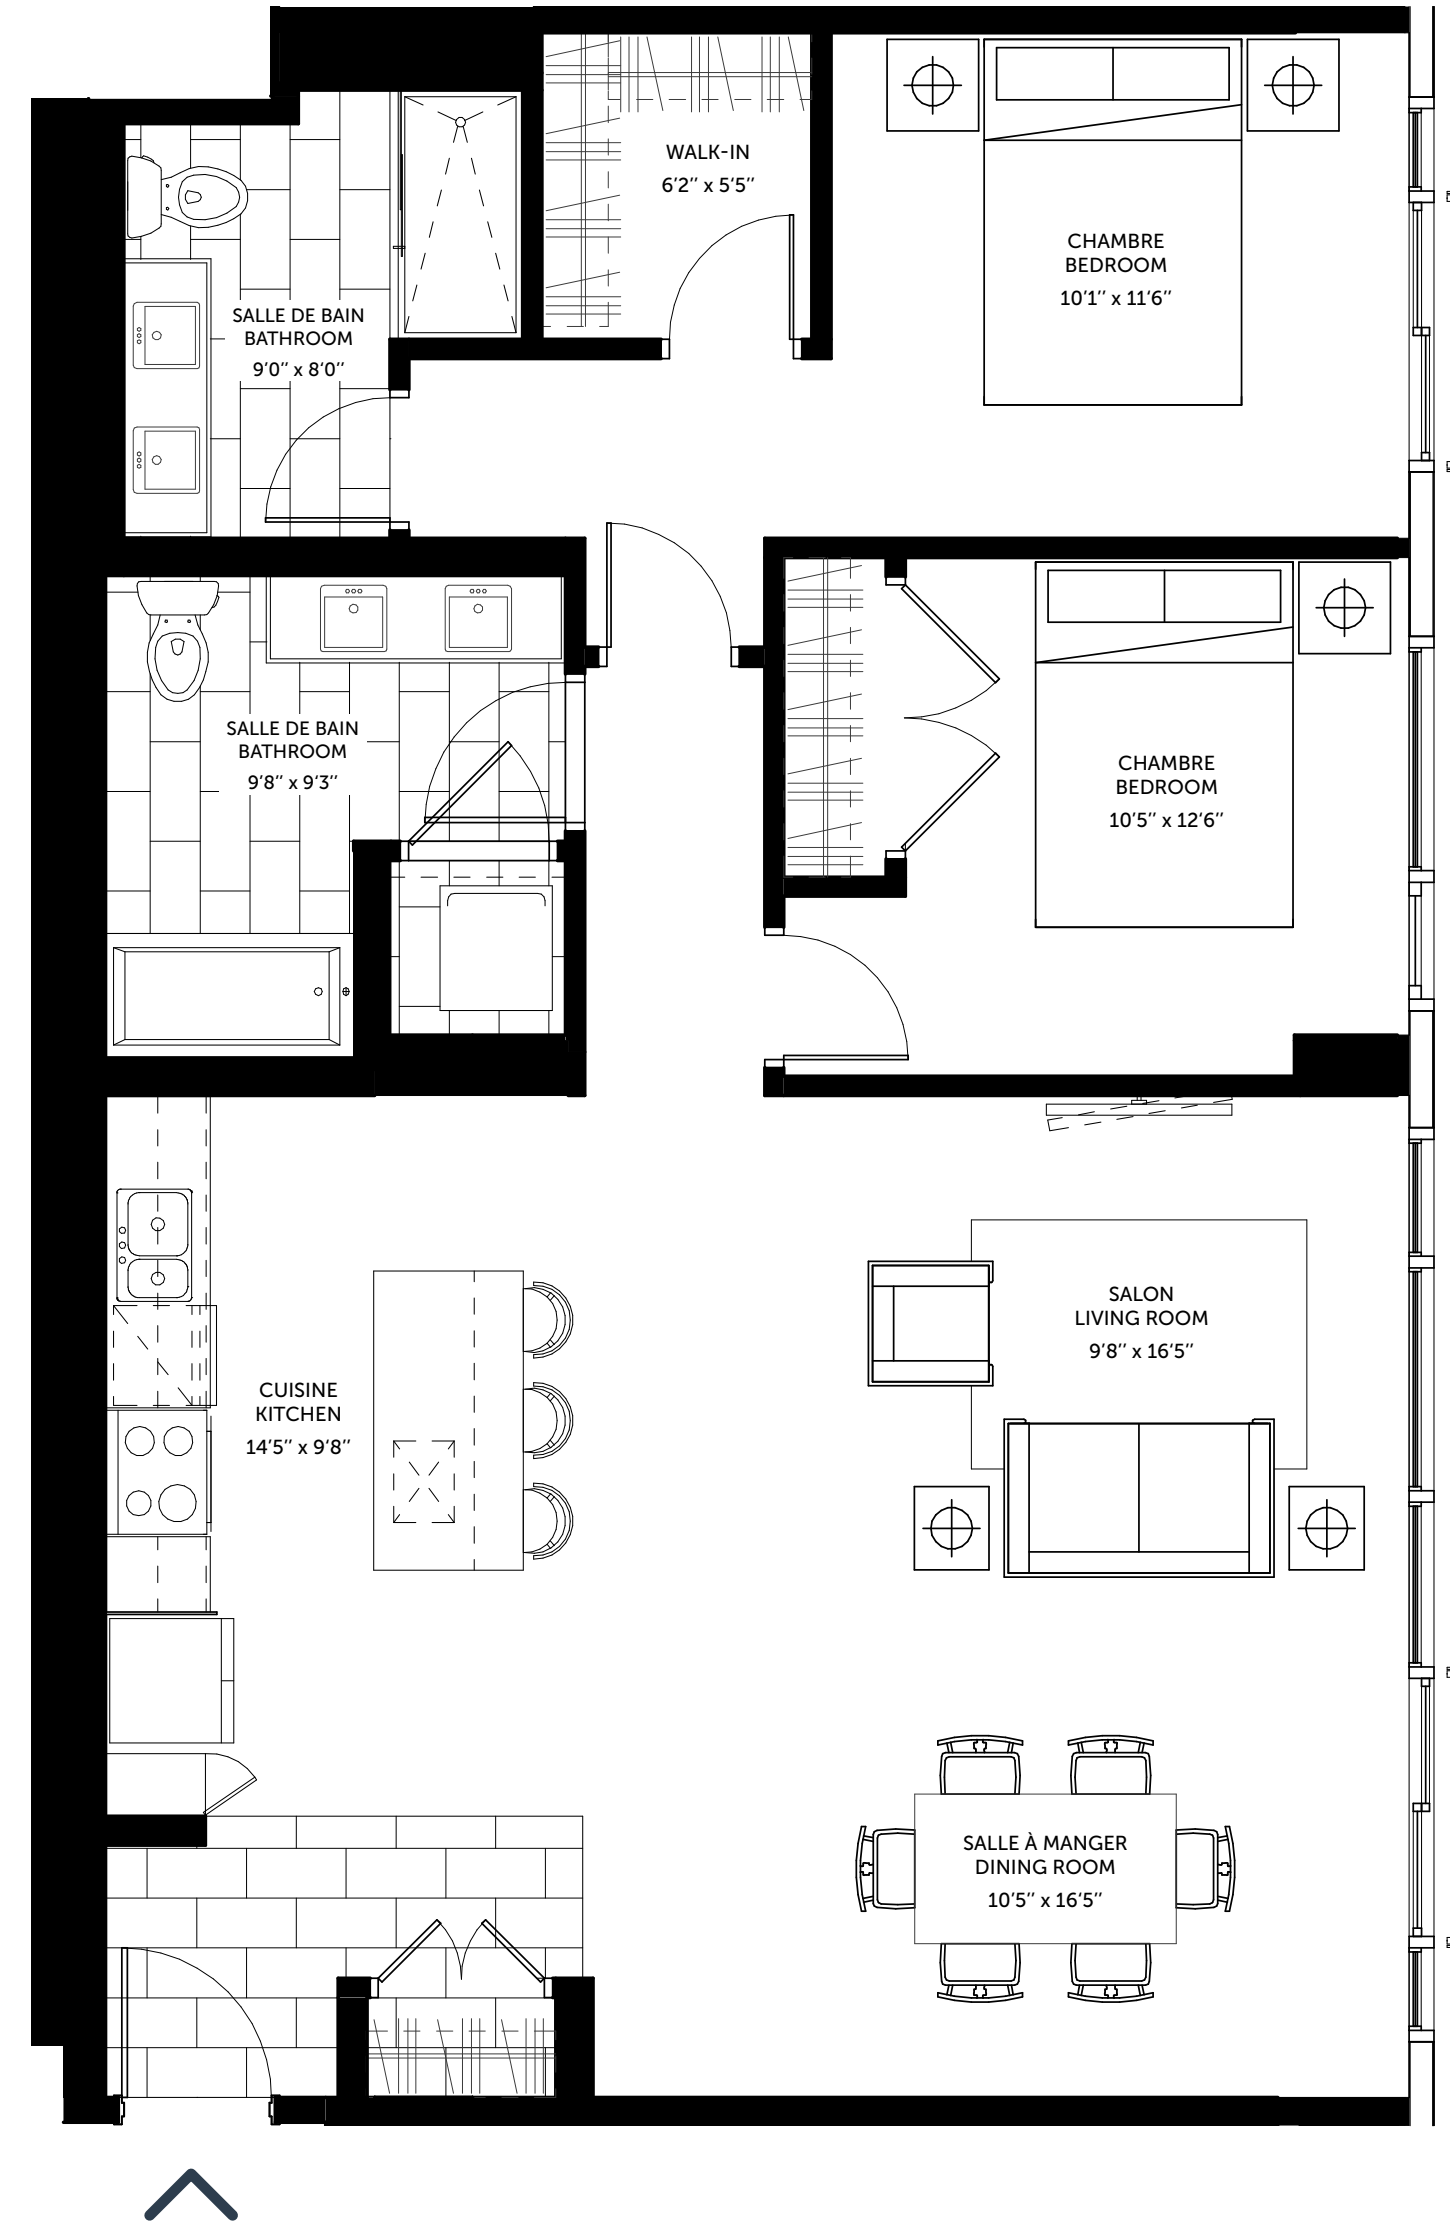 WALK-IN
6'2'' x 5'5''
CHAMBRE
BEDROOM
10'1'' x 11'6''
SALLE DE BAIN
BATHROOM
9'0'' x 8'0''
SALLE DE BAIN
BATHROOM
9'8'' x 9'3''
CHAMBRE
BEDROOM
10'5'' x 12'6''
SALON
LIVING ROOM
9'8'' x 16'5''
CUISINE
KITCHEN
14'5'' x 9'8''
SALLE À MANGER
DINING ROOM
10'5'' x 16'5''